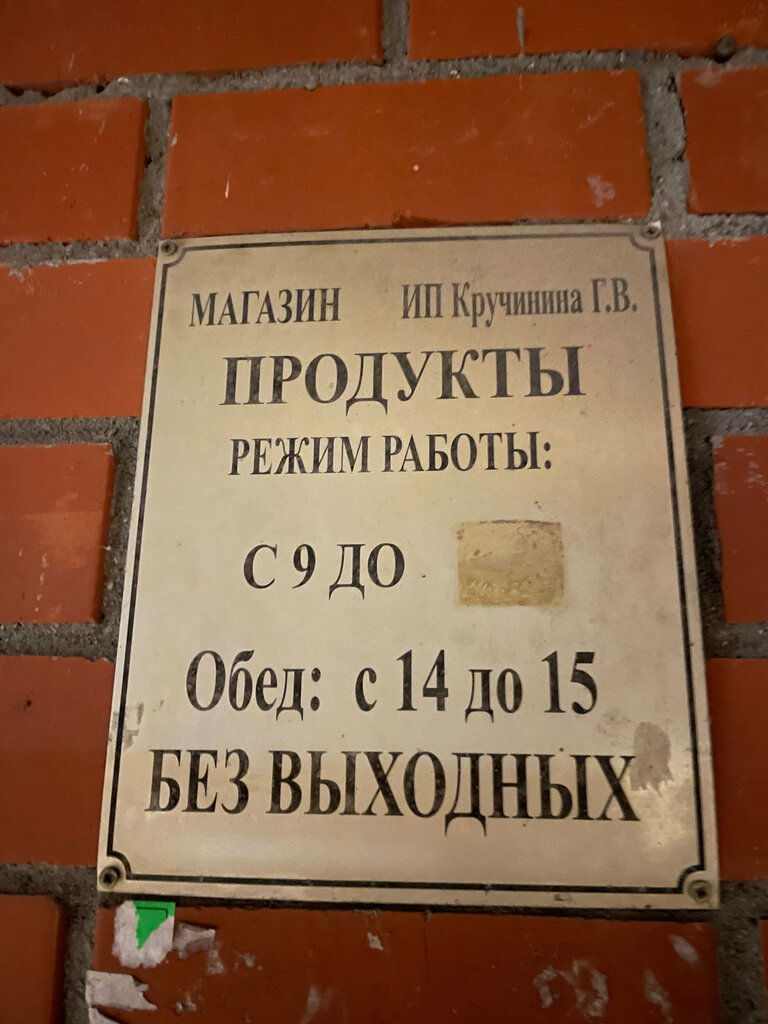 МАГАЗИН ИП Кручинина Г.В.
ПРОДУКТЫ
РЕЖИМ РАБОТЫ:
С 9 ДО
Обед: с 14 до 15
БЕЗ ВЫХОДНЫХ